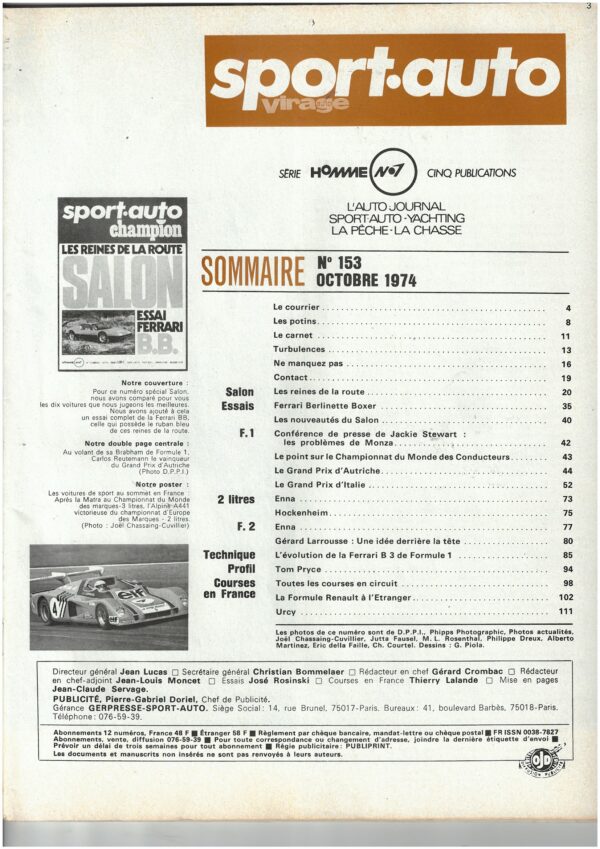 3
sport·auto
virage
SÉRIE HOMME N°1 CINQ PUBLICATIONS
L'AUTO JOURNAL
SPORT-AUTO · YACHTING
LA PÊCHE · LA CHASSE
sport·auto
champion
LES REINES DE LA ROUTE
SALON
ESSAI
FERRARI
B.B.
SOMMAIRE N° 153
OCTOBRE 1974
Le courrier 4
Les potins 8
Le carnet 11
Turbulences 13
Ne manquez pas 16
Contact 19
Salon Les reines de la route 20
Essais Ferrari Berlinette Boxer 35
Les nouveautés du Salon 40
F.1 Conférence de presse de Jackie Stewart :
les problèmes de Monza 42
Le point sur le Championnat du Monde des Conducteurs 43
Le Grand Prix d'Autriche 44
Le Grand Prix d'Italie 52
2 litres Enna 73
Hockenheim 75
F. 2 Enna 77
Gérard Larrousse : Une idée derrière la tête 80
Technique L'évolution de la Ferrari B 3 de Formule 1 85
Profil Tom Pryce 94
Courses Toutes les courses en circuit 98
en France La Formule Renault à l'Etranger 102
Urcy 111
Notre couverture :
Pour ce numéro spécial Salon,
nous avons comparé pour vous
les dix voitures que nous jugeons les meilleures.
Nous avons ajouté à cela
un essai complet de la Ferrari BB,
celle qui possède le ruban bleu
de ces reines de la route.
Notre double page centrale :
Au volant de sa Brabham de Formule 1,
Carlos Reutemann le vainqueur
du Grand Prix d'Autriche
(Photo D.P.P.I.)
Notre poster :
Les voitures de sport au sommet en France :
Après la Matra au Championnat du Monde
des marques-3 litres, l'Alpine A441
victorieuse du championnat d'Europe
des Marques - 2 litres.
(Photo : Joël Chassaing-Cuvillier)
4
elf
Les photos de ce numéro sont de D.P.P.I., Phipps Photographic, Photos actualités,
Joël Chassaing-Cuvillier, Jutta Fausel, M.L. Rosenthal, Philippe Dreux, Alberto
Martinez, Eric della Faille, Ch. Courtel. Dessins : G. Piola.
Directeur général Jean Lucas □ Secrétaire général Christian Bommelaer □ Rédacteur en chef Gérard Crombac □ Rédacteur
en chef-adjoint Jean-Louis Moncet □ Essais José Rosinski □ Courses en France Thierry Lalande □ Mise en pages
Jean-Claude Servage.
PUBLICITÉ, Pierre-Gabriel Doriel, Chef de Publicité.
Gérance GERPRESSE-SPORT-AUTO. Siège Social : 14, rue Brunel, 75017-Paris. Bureaux : 41, boulevard Barbès, 75018-Paris.
Téléphone : 076-59-39.
Abonnements 12 numéros, France 48 F ■ Étranger 58 F ■ Règlement par chèque bancaire, mandat-lettre ou chèque postal ■ FR ISSN 0038-7827
Abonnements, vente, diffusion 076-59-39 ■ Pour toute correspondance ou changement d'adresse, joindre la dernière étiquette d'envoi ■
Prévoir un délai de trois semaines pour tout abonnement ■ Régie publicitaire : PUBLIPRINT.
Les documents et manuscrits non insérés ne sont pas renvoyés à leurs auteurs.
OJD